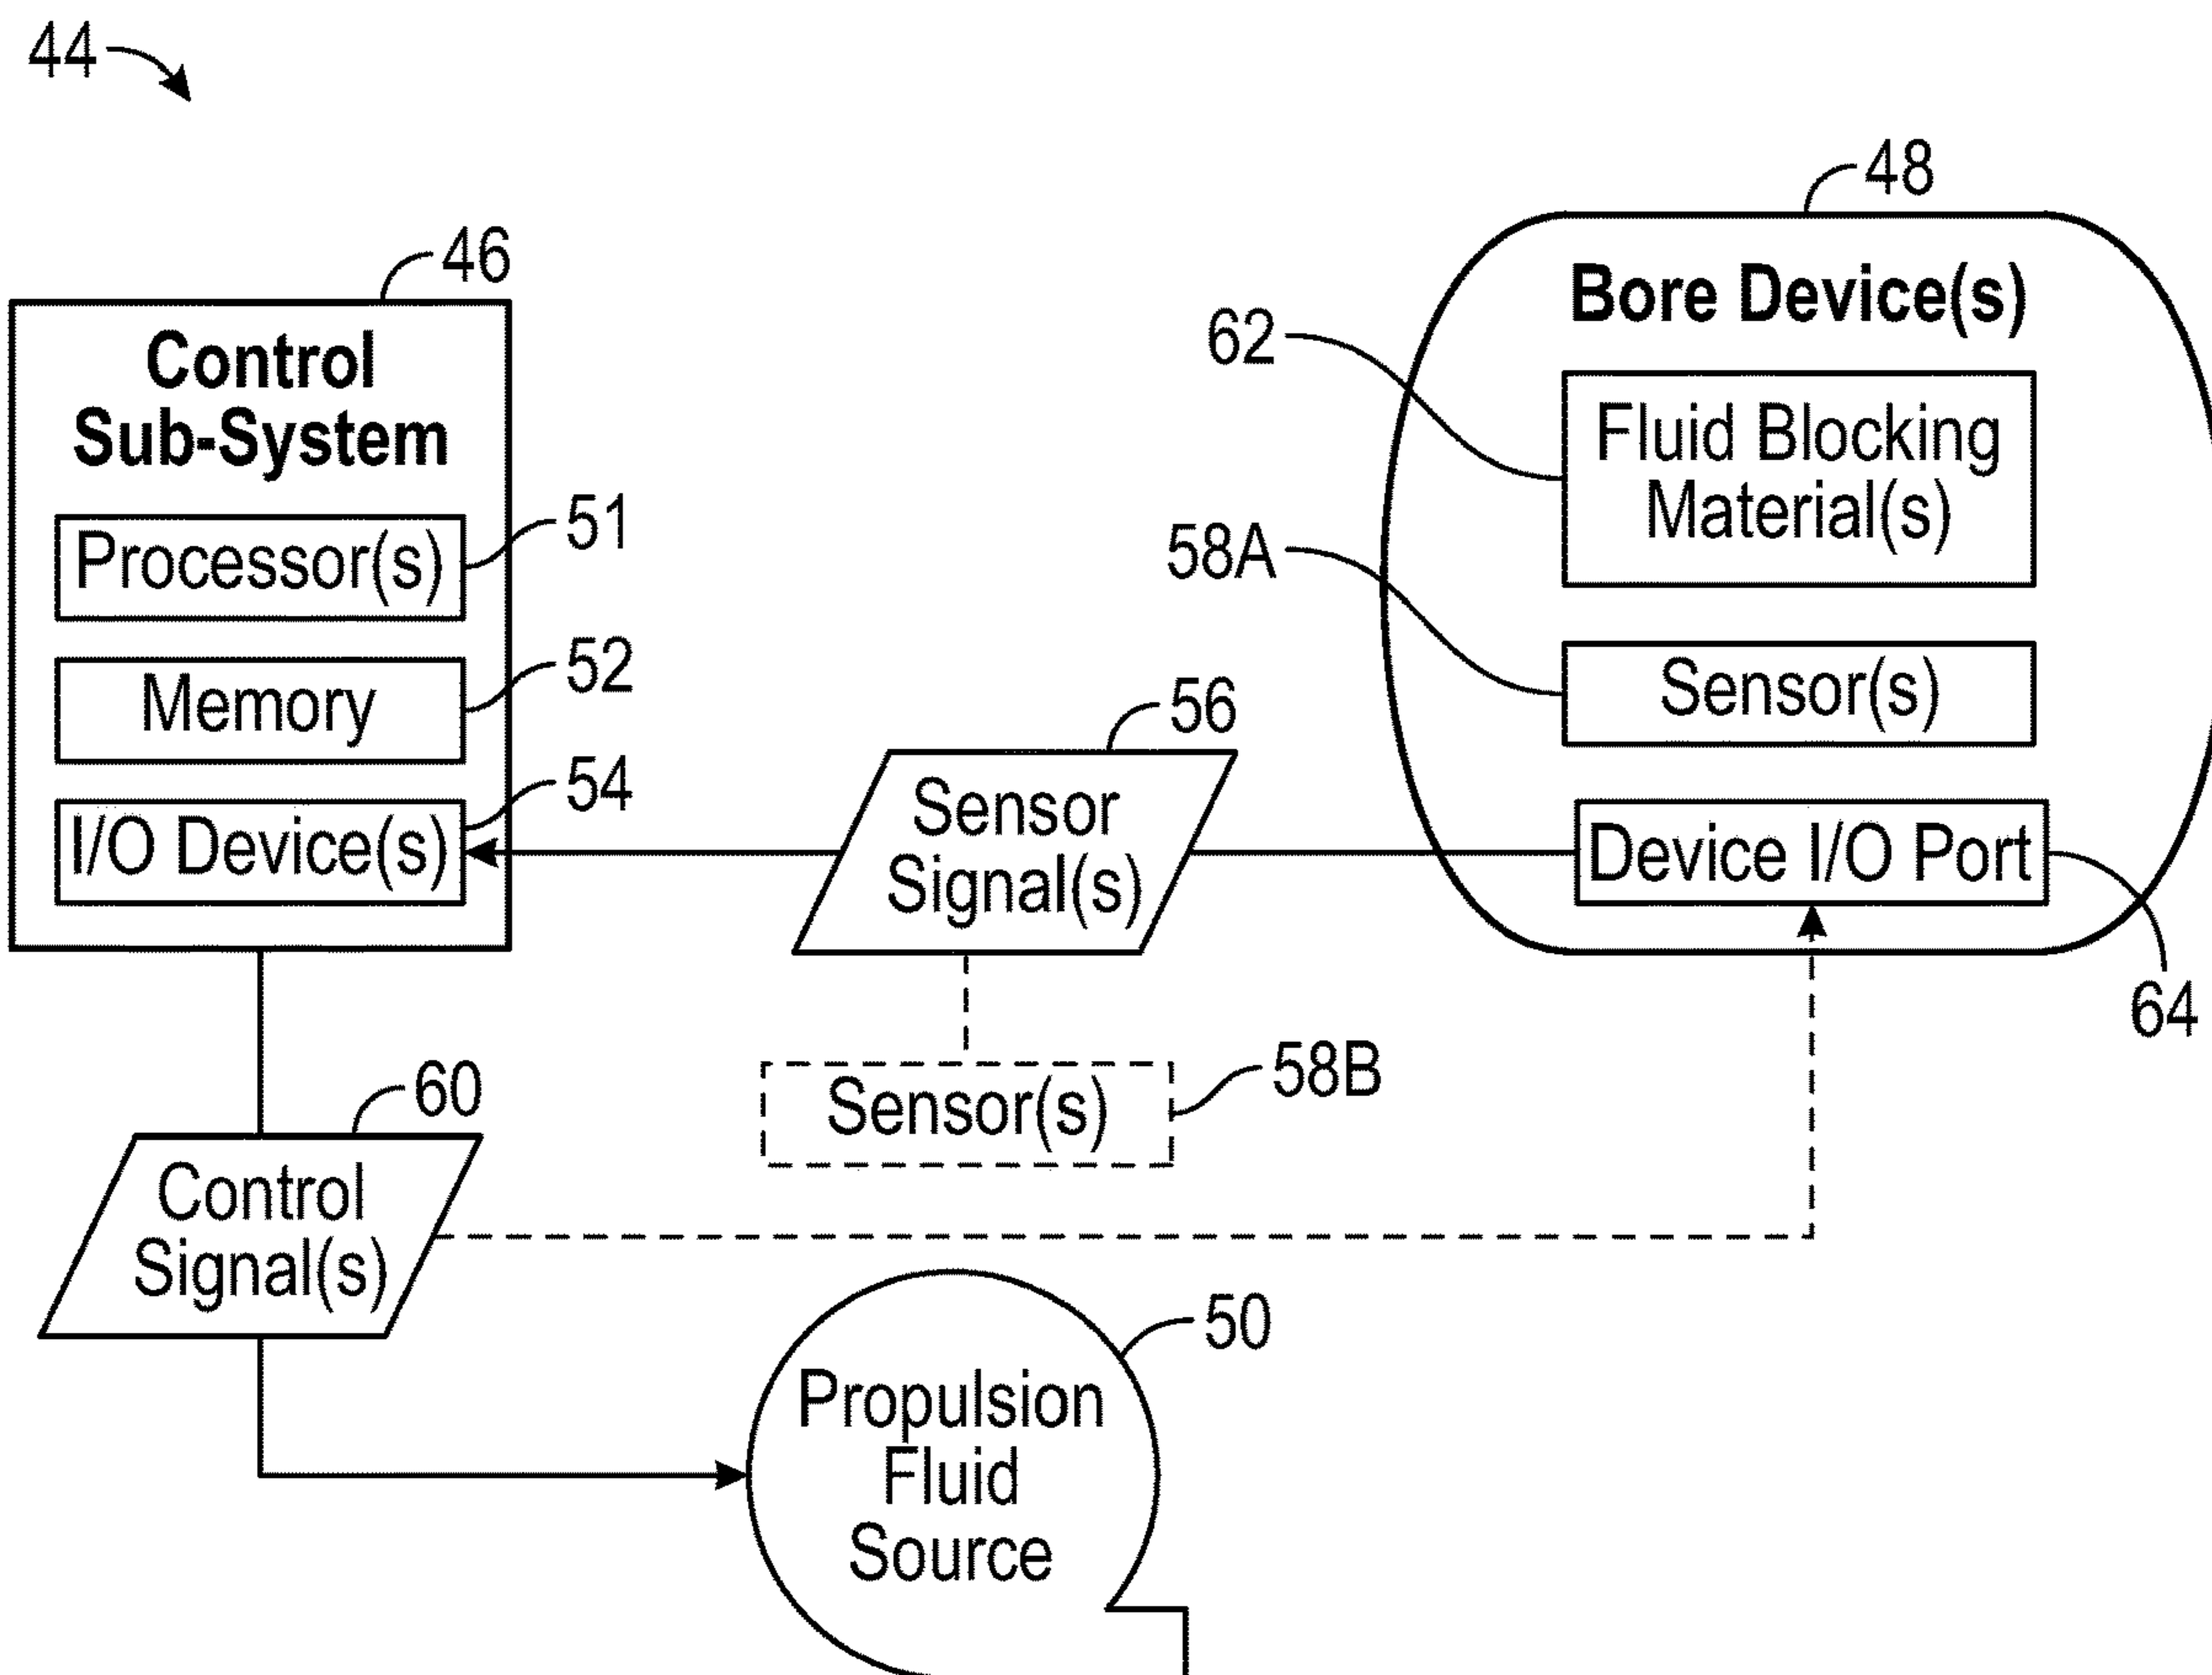 44
46
Control
Sub-System
Processor(s)
51
Memory
52
I/O Device(s)
54
56
Sensor
Signal(s)
48
Bore Device(s)
62
Fluid Blocking
Material(s)
58A
Sensor(s)
Device I/O Port
64
Sensor(s)
58B
60
Control
Signal(s)
50
Propulsion
Fluid
Source